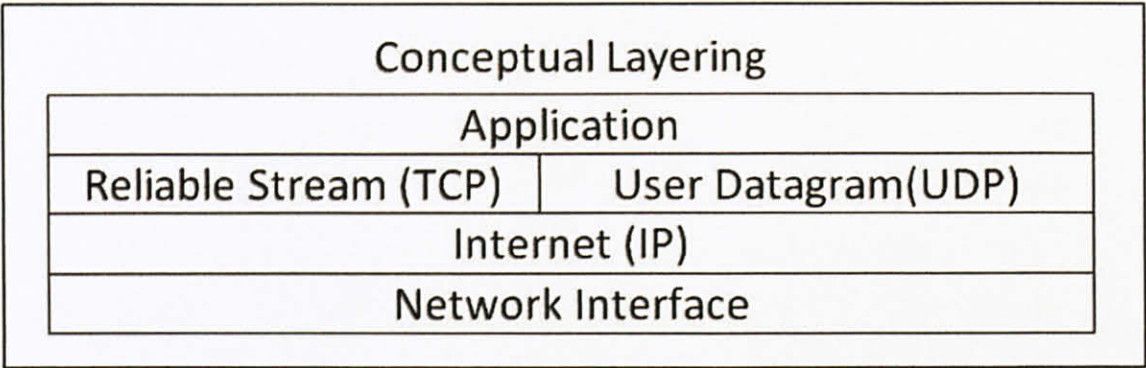 Conceptual Layering
Application
Reliable Stream (TCP) User Datagram(UDP)
Internet (IP)
Network Interface